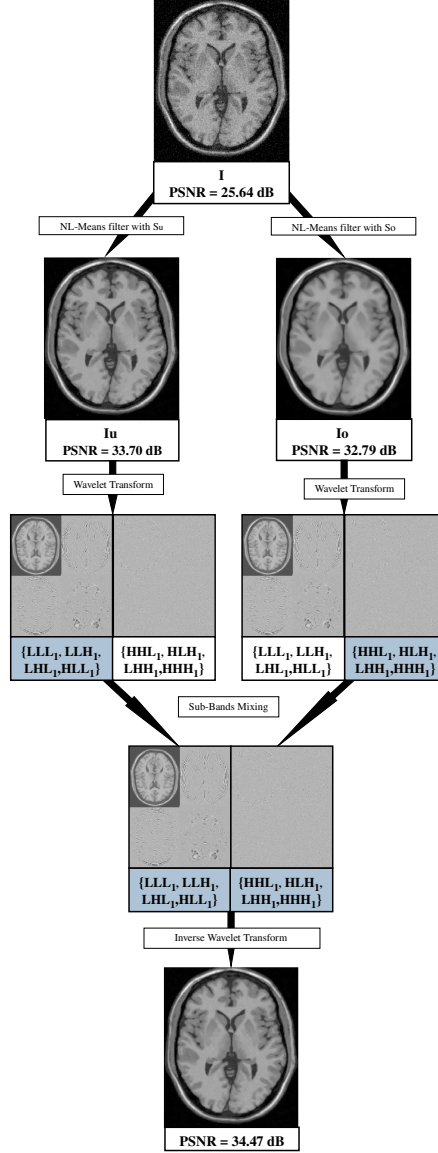 I
PSNR = 25.64 dB
NL-Means filter with Su
NL-Means filter with So
Iu
PSNR = 33.70 dB
Io
PSNR = 32.79 dB
Wavelet Transform
Wavelet Transform
{LLL₁, LLH₁,
LHL₁,HLL₁}
{HHL₁, HLH₁,
LHH₁,HHH₁}
{LLL₁, LLH₁,
LHL₁,HLL₁}
{HHL₁, HLH₁,
LHH₁,HHH₁}
Sub-Bands Mixing
{LLL₁, LLH₁,
LHL₁,HLL₁}
{HHL₁, HLH₁,
LHH₁,HHH₁}
Inverse Wavelet Transform
PSNR = 34.47 dB